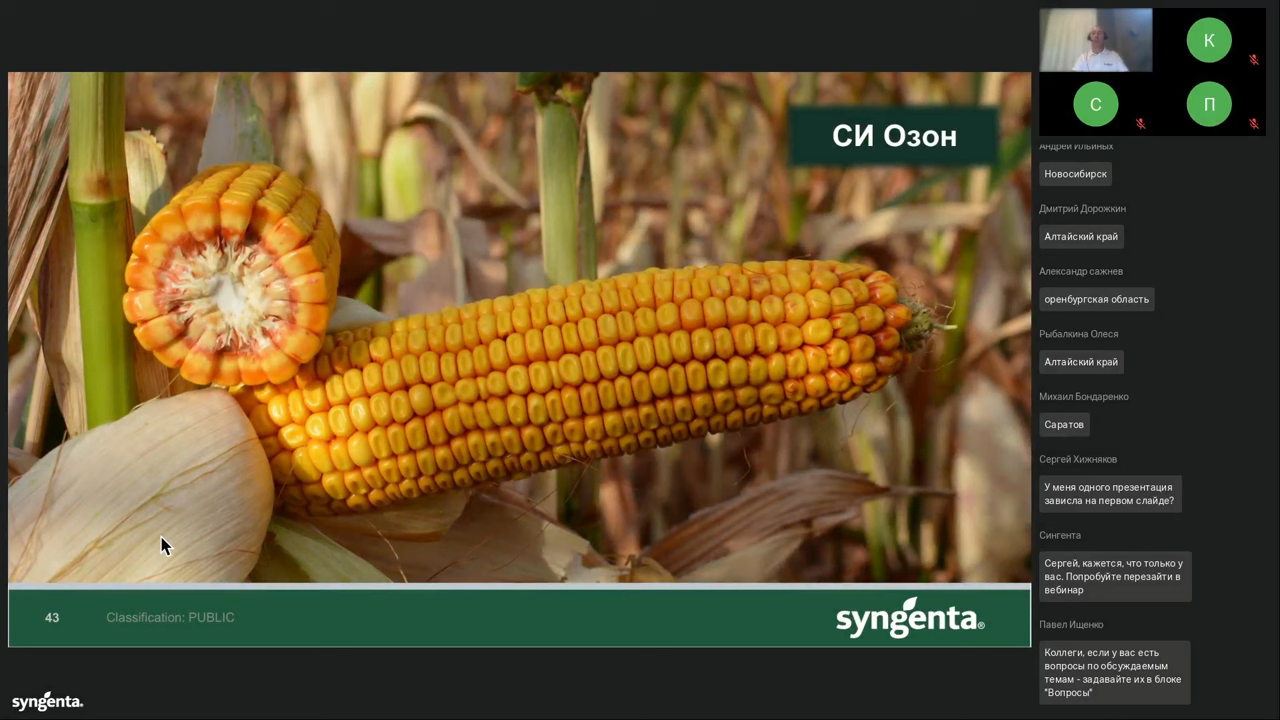 СИ Озон
43
Classification: PUBLIC
syngenta®
syngenta.
К
С
П
Андрей Ильиных
Новосибирск
Дмитрий Дорожкин
Алтайский край
Александр сажнев
оренбургская область
Рыбалкина Олеся
Алтайский край
Михаил Бондаренко
Саратов
Сергей Хижняков
У меня одного презентация
зависла на первом слайде?
Сингента
Сергей, кажется, что только у
вас. Попробуйте перезайти в
вебинар
Павел Ищенко
Коллеги, если у вас есть
вопросы по обсуждаемым
темам - задавайте их в блоке
"Вопросы"